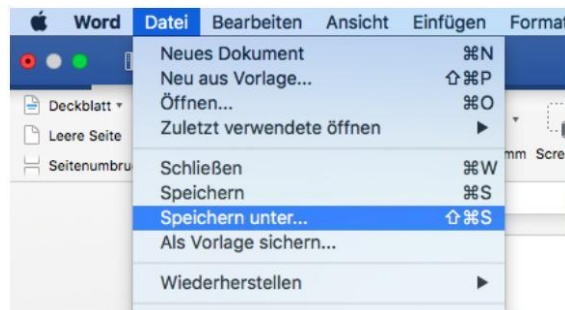 Word Datei Bearbeiten Ansicht Einfügen Format
Neues Dokument ⌘N
Neu aus Vorlage... ⇧⌘P
Deckblatt
Öffnen... ⌘O
Zuletzt verwendete öffnen
Leere Seite
Seitenumbru
Schließen ⌘W
mm Scre
Speichern ⌘S
Speichern unter... ⇧⌘S
Als Vorlage sichern...
Wiederherstellen